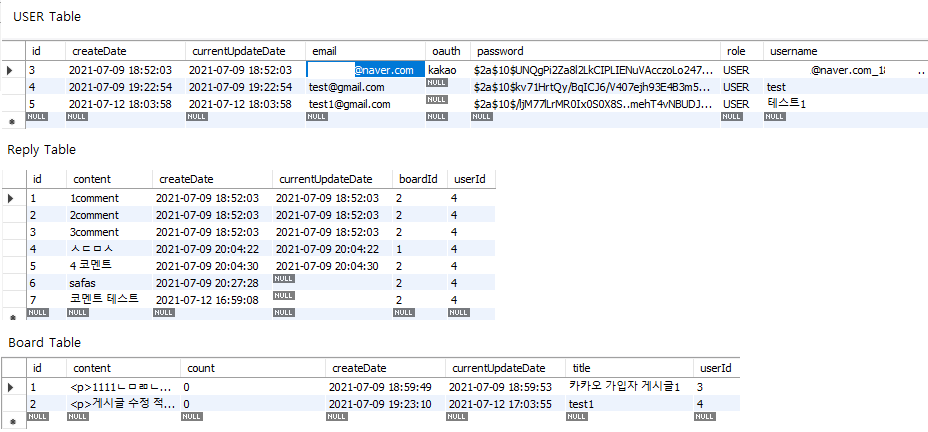 USER Table
id createDate currentUpdateDate email oauth password role username
3 2021-07-09 18:52:03 2021-07-09 18:52:03 @naver.com kakao $2a$10$UNQgPi2Za8l2LkCIPLIENuVAcczoLo247... USER @naver.com_18
4 2021-07-09 19:22:54 2021-07-09 19:22:54 test@gmail.com NULL $2a$10$kv71HrtQy/BqICJ6/V407ejh93E4B3m5... USER test
5 2021-07-12 18:03:58 2021-07-12 18:03:58 test1@gmail.com NULL $2a$10$/jM77lLrMR0Ix0S0X8S..mehT4vNBUDJ... USER 테스트1
NULL NULL NULL NULL NULL NULL NULL NULL
Reply Table
id content createDate currentUpdateDate boardId userId
1 1comment 2021-07-09 18:52:03 2021-07-09 18:52:03 2 4
2 2comment 2021-07-09 18:52:03 2021-07-09 18:52:03 2 4
3 3comment 2021-07-09 18:52:03 2021-07-09 18:52:03 2 4
4 ㅅㄷㅁㅅ 2021-07-09 20:04:22 2021-07-09 20:04:22 1 4
5 4 코멘트 2021-07-09 20:04:30 2021-07-09 20:04:30 2 4
6 safas 2021-07-09 20:27:28 NULL 2 4
7 코멘트 테스트 2021-07-12 16:59:08 NULL 2 4
NULL NULL NULL NULL NULL NULL
Board Table
id content count createDate currentUpdateDate title userId
1 <p>1111ㄴㅁㄻㄴ... 0 2021-07-09 18:59:49 2021-07-09 18:59:53 카카오 가입자 게시글1 3
2 <p>게시글 수정 적... 0 2021-07-09 19:23:10 2021-07-12 17:03:55 test1 4
NULL NULL NULL NULL NULL NULL NULL